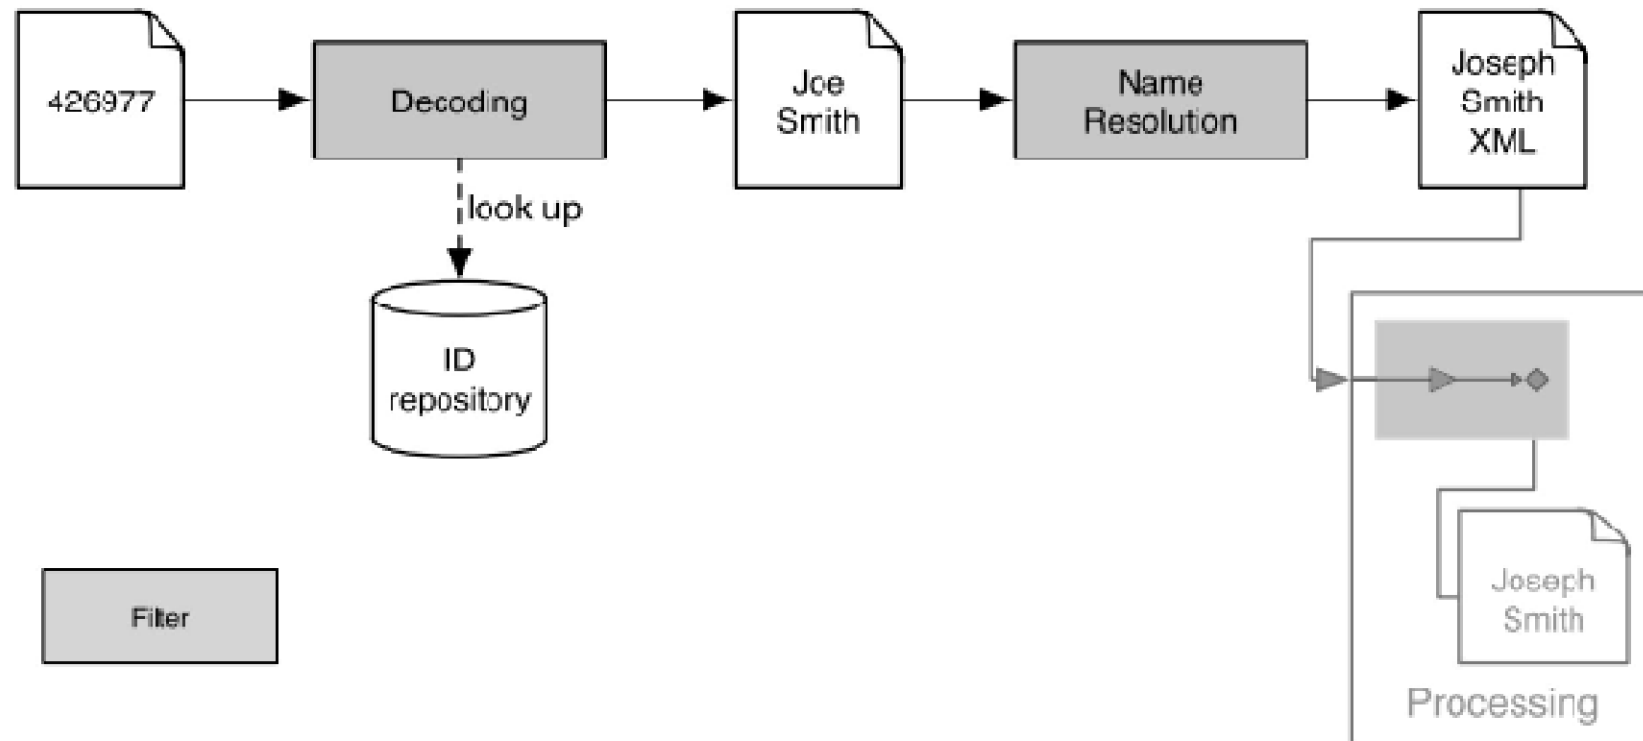 426977
Decoding
Joe
Smith
Name
Resolution
Joseph
Smith
XML
look up
ID
repository
Filter
Joseph
Smith
Processing